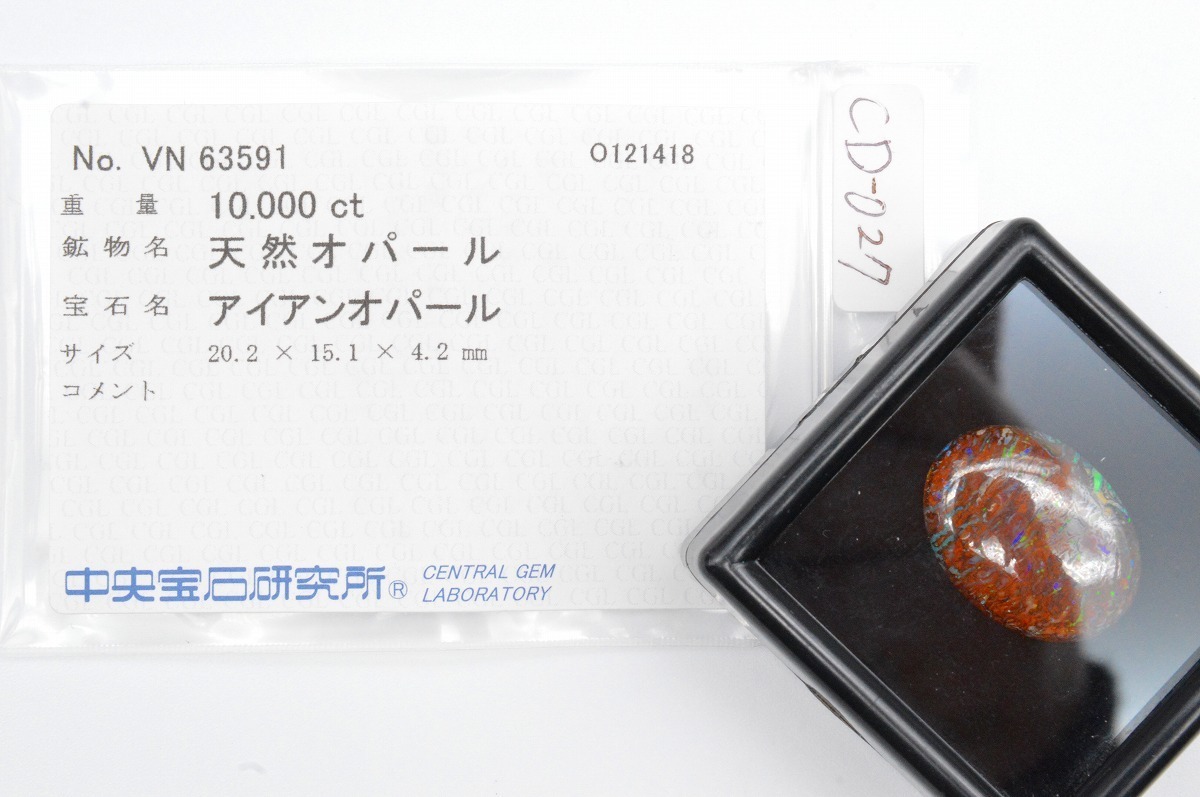 No. VN 63591 O121418
重 量 10.000 ct
鉱物名 天然オパール
宝石名 アイアンオパール
サイズ 20.2 × 15.1 × 4.2 mm
コメント
中央宝石研究所® CENTRAL GEM
LABORATORY
CD-027